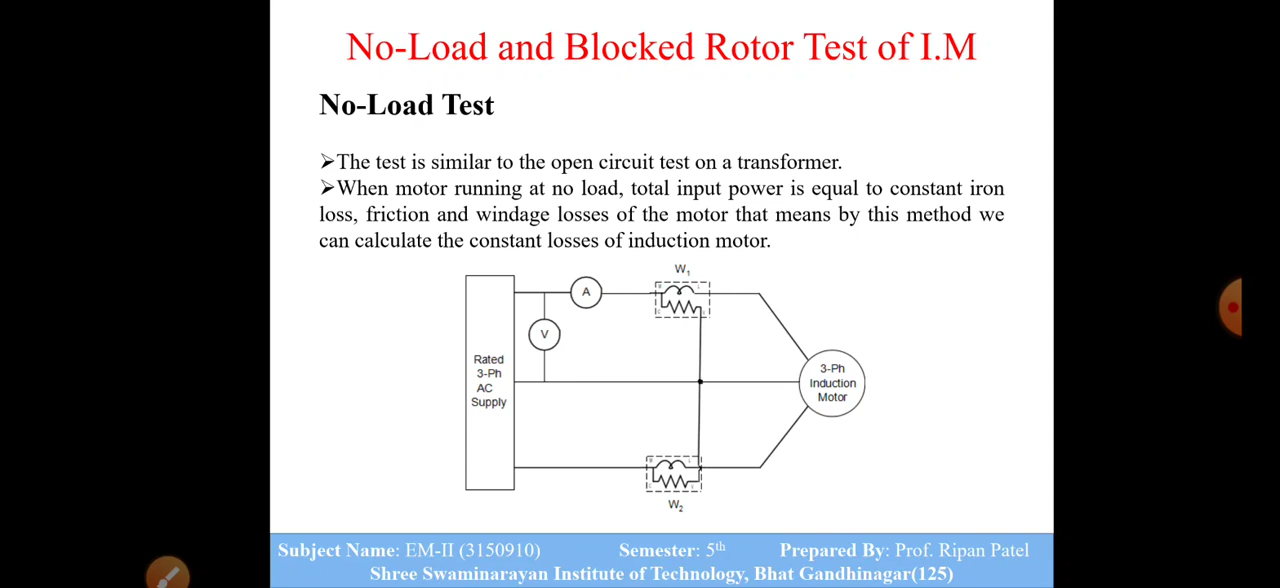 No-Load and Blocked Rotor Test of I.M
No-Load Test
➢The test is similar to the open circuit test on a transformer.
➢When motor running at no load, total input power is equal to constant iron
loss, friction and windage losses of the motor that means by this method we
can calculate the constant losses of induction motor.
W₁
A
V
Rated
3-Ph
AC
Supply
3-Ph
Induction
Motor
W₂
Subject Name: EM-II (3150910) Semester: 5th Prepared By: Prof. Ripan Patel
Shree Swaminarayan Institute of Technology, Bhat Gandhinagar(125)